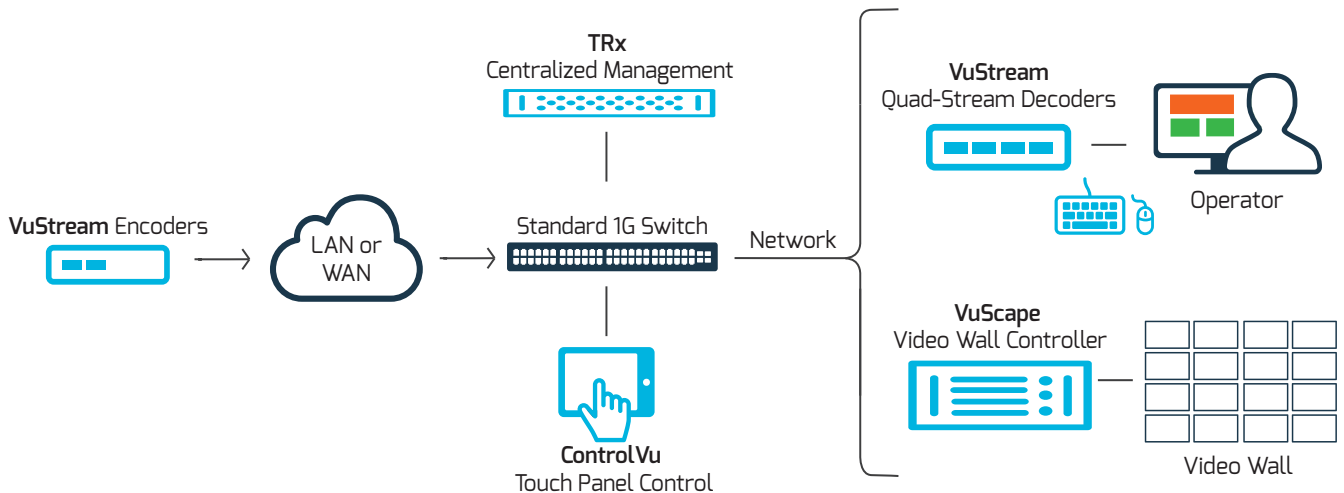 VuStream Encoders
LAN or
WAN
TRx
Centralized Management
Standard 1G Switch
ControlVu
Touch Panel Control
Network
VuStream
Quad-Stream Decoders
Operator
VuScape
Video Wall Controller
Video Wall